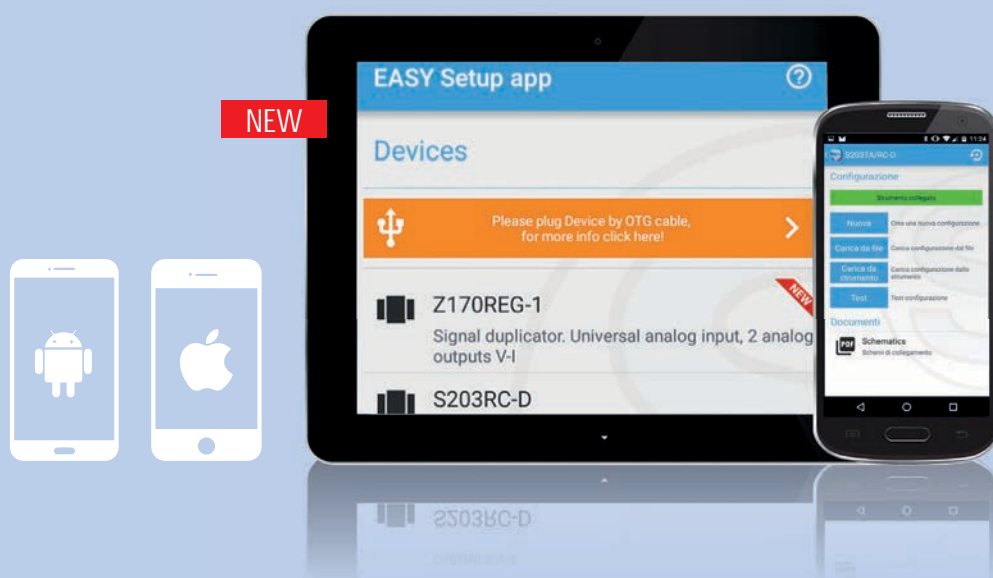 NEW
EASY Setup app
Devices
Please plug Device by OTG cable,
for more info click here!
Z170REG-1
NEW
Signal duplicator. Universal analog input, 2 analog
outputs V-I
S203RC-D
11:24
S203TA/RC-D
Configurazione
Strumento collegato
Nuova
Crea una nuova configurazione
Carica da file
Carica configurazione dal file
Carica da
strumento
Carica configurazione dallo
strumento
Test
Test configurazione
Documenti
PDF
Schematics
Schemi di collegamento
S203RC-D